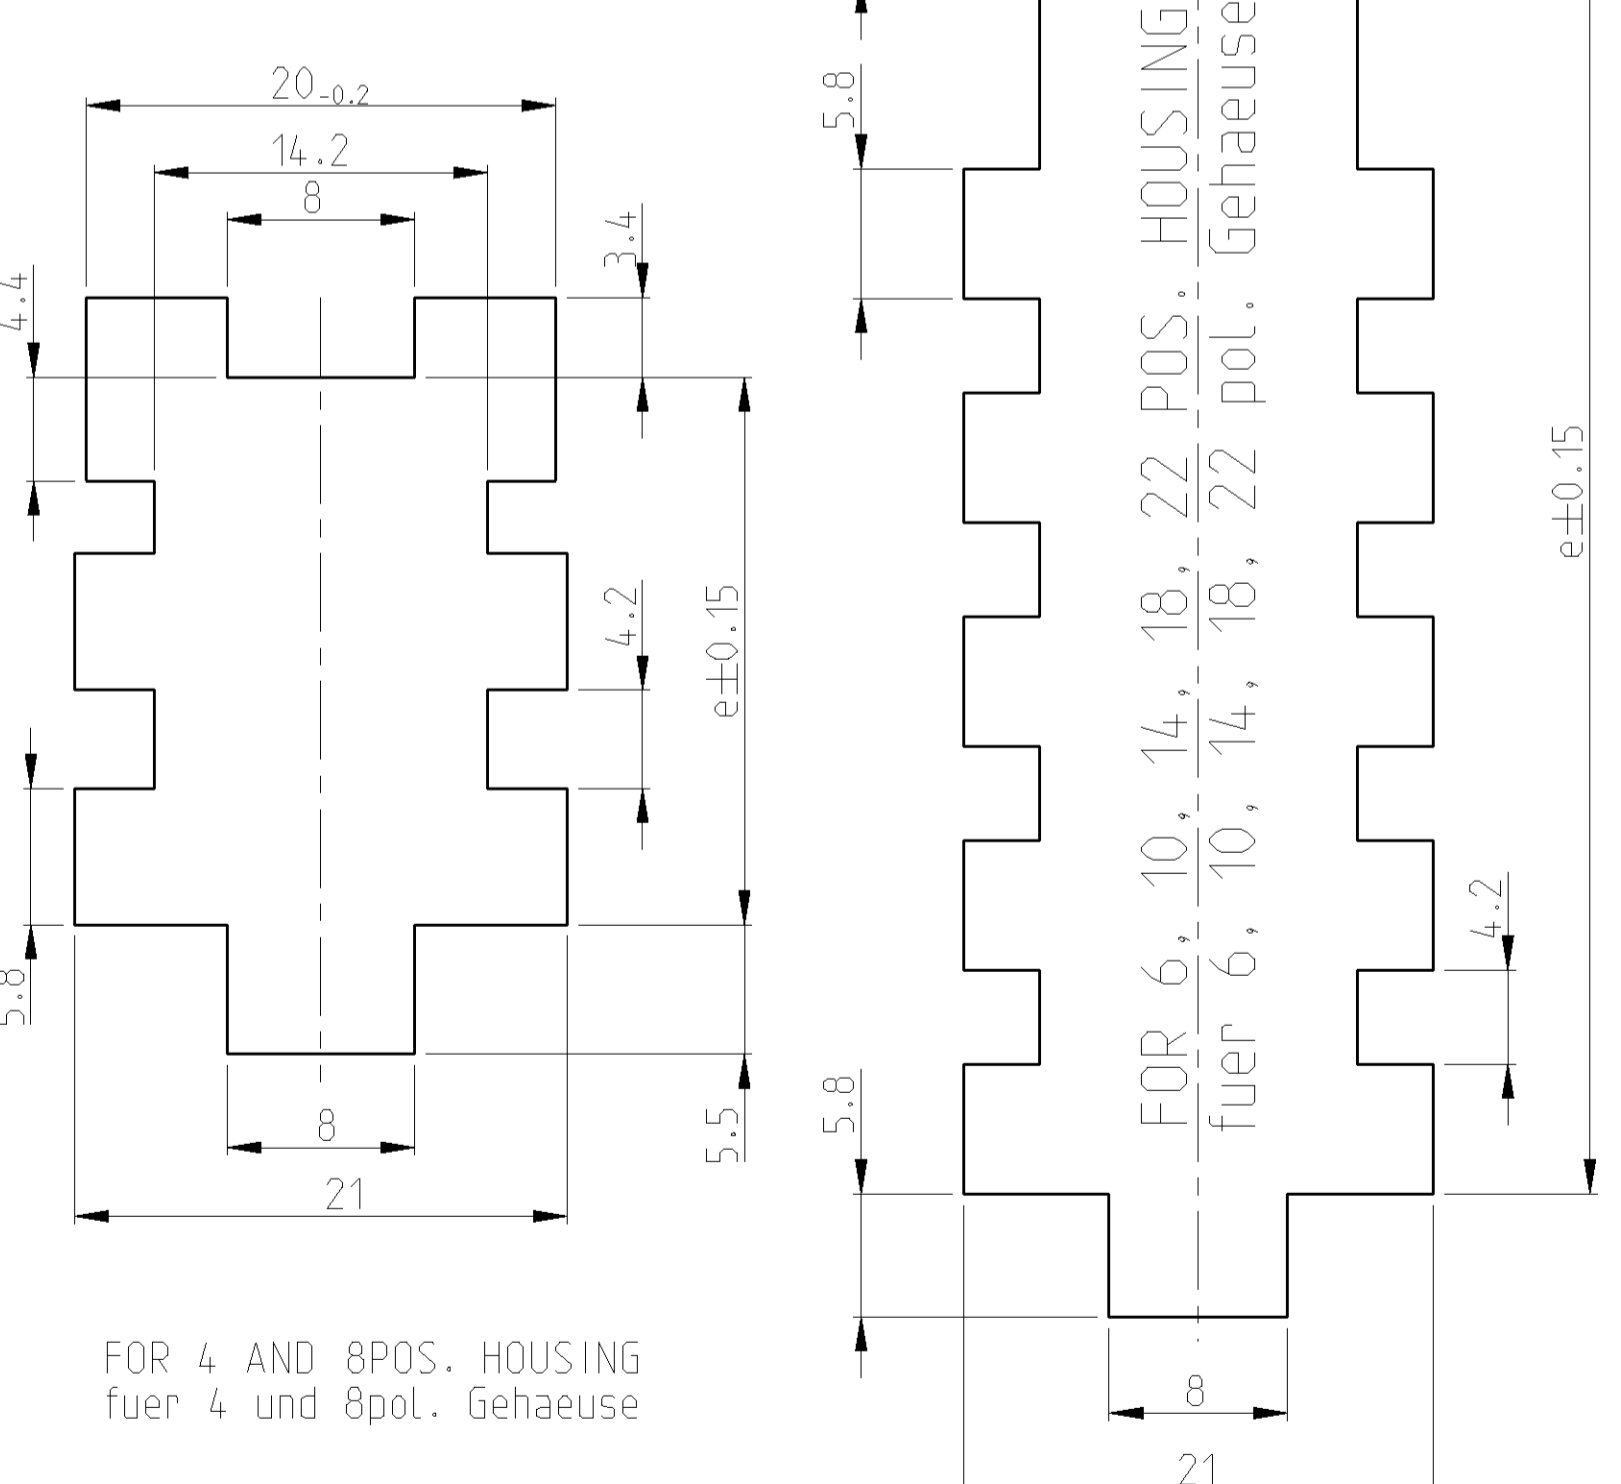 20-0.2
14.2
8
3.4
4.4
4.2
e±0.15
5.8
5.5
8
21
FOR 4 AND 8POS. HOUSING
fuer 4 und 8pol. Gehaeuse
5.8
FOR 6, 10, 14, 18, 22 POS. HOUSING
fuer 6, 10, 14, 18, 22 pol. Gehaeuse
e±0.15
4.2
5.8
8
21